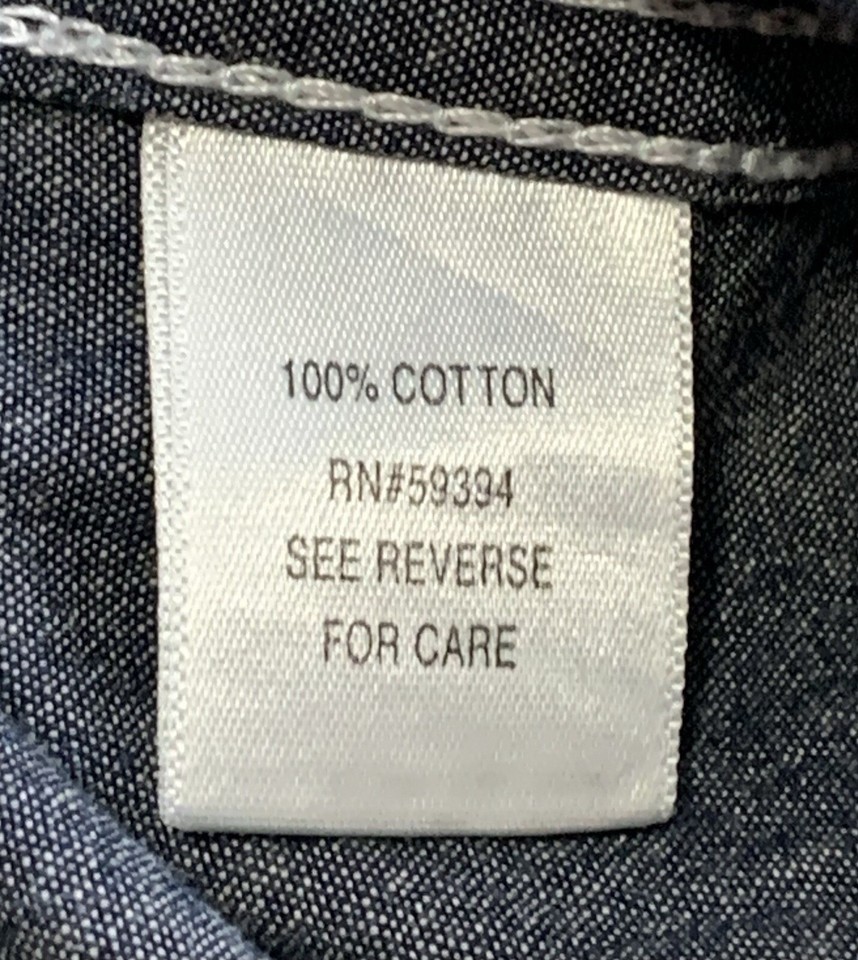 100% COTTON
RN#59394
SEE REVERSE
FOR CARE